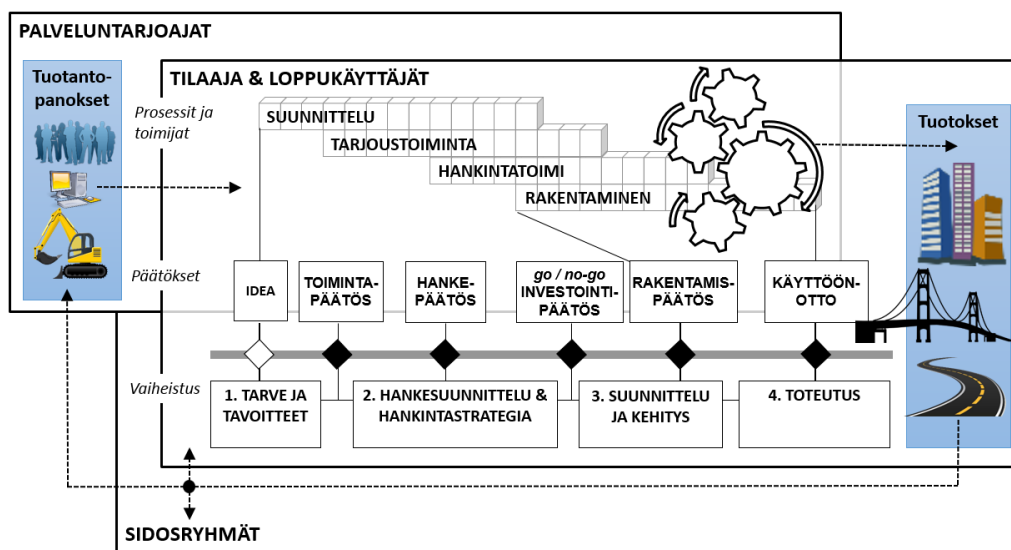 PALVELUNTARJOAJAT
Tuotanto-
panokset
TILAAJA & LOPPUKÄYTTÄJÄT
Prosessit ja
toimijat
SUUNNITTELU
TARJOUSTOIMINTA
HANKINTATOIMI
RAKENTAMINEN
Tuotokset
Päätökset
IDEA
TOIMINTA-
PÄÄTÖS
HANKE-
PÄÄTÖS
go / no-go
INVESTOINTI-
PÄÄTÖS
RAKENTAMIS-
PÄÄTÖS
KÄYTTÖÖN-
OTTO
Vaiheistus
1. TARVE JA
TAVOITTEET
2. HANKESUUNNITTELU &
HANKINTASTRATEGIA
3. SUUNNITTELU
JA KEHITYS
4. TOTEUTUS
SIDOSRYHMÄT